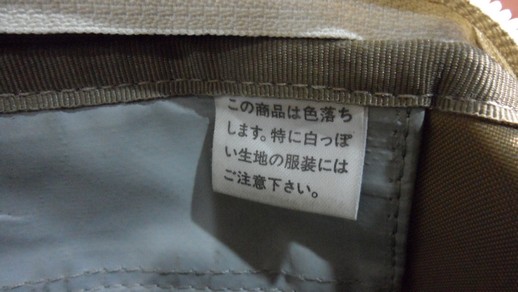 この商品は色落ち
します。特に白っぽ
い生地の服装には
ご注意下さい。